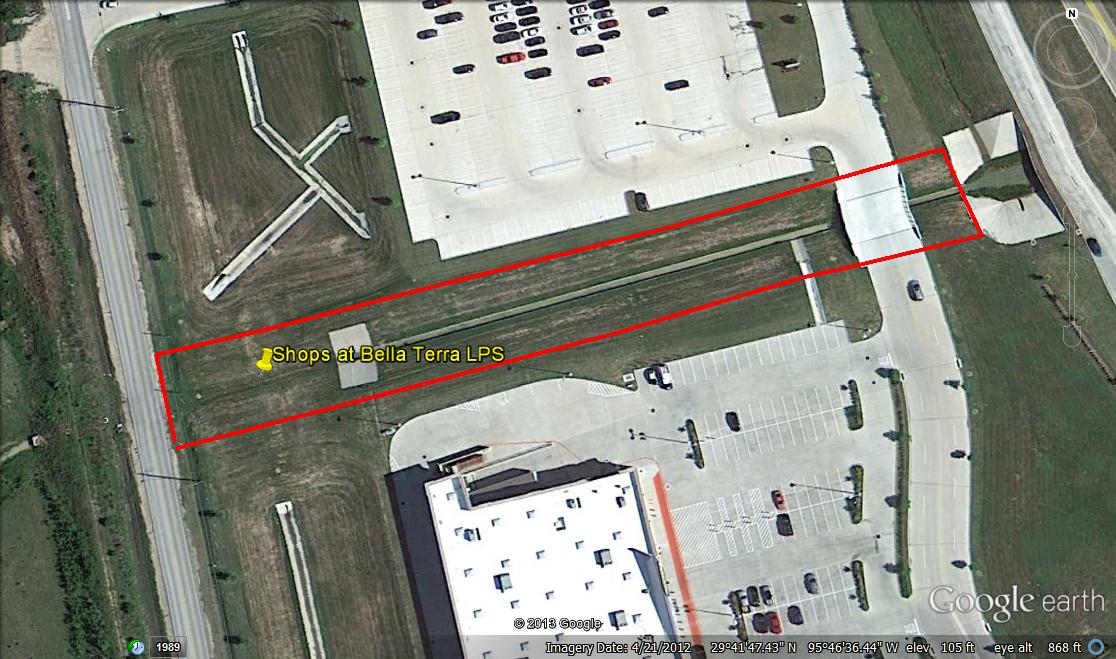 N
Shops at Bella Terra LPS
Google earth
© 2013 Google
1989
Imagery Date: 4/21/2012 29°41'47.43" N 95°46'36.44" W elev 105 ft eye alt 868 ft